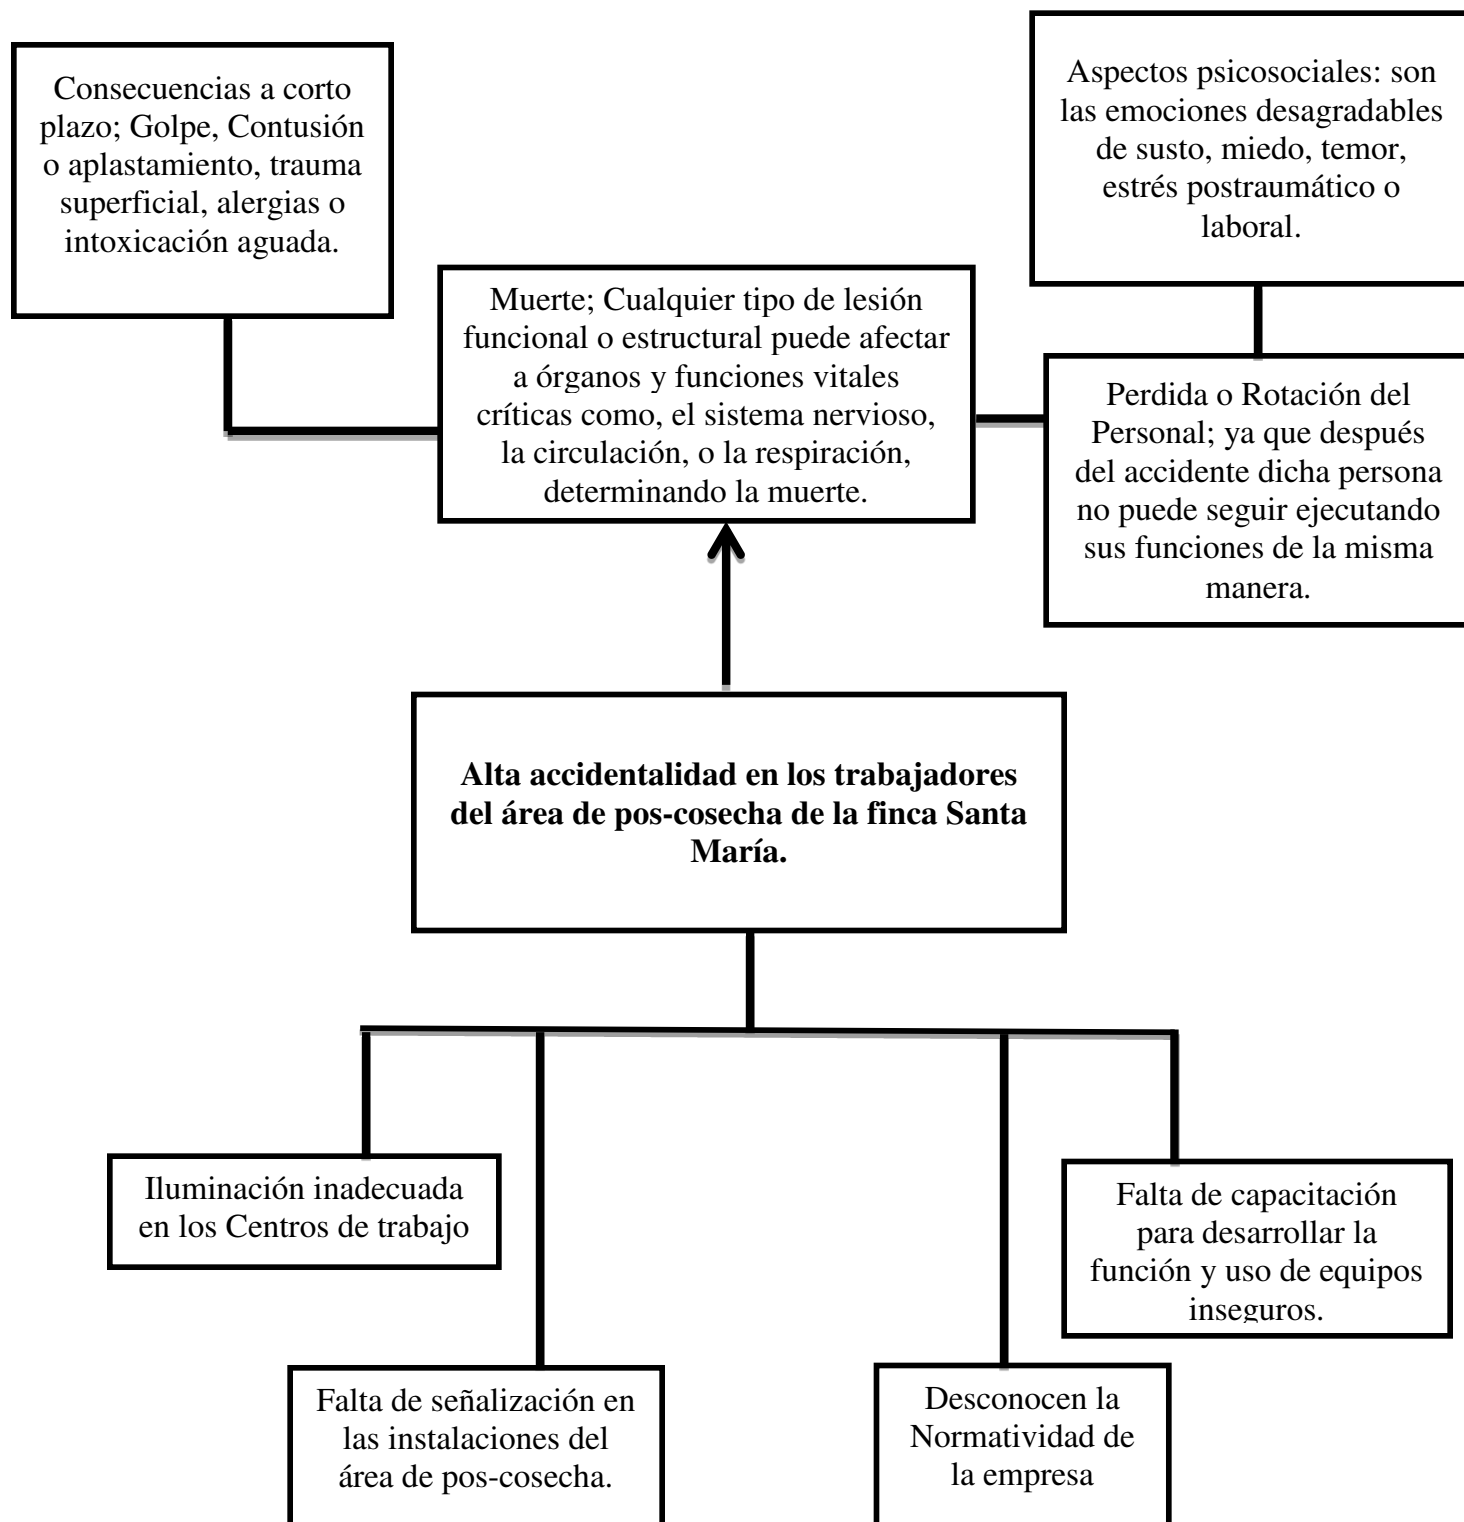 Consecuencias a corto
plazo; Golpe, Contusión
o aplastamiento, trauma
superficial, alergias o
intoxicación aguada.
Aspectos psicosociales: son
las emociones desagradables
de susto, miedo, temor,
estrés postraumático o
laboral.
Muerte; Cualquier tipo de lesión
funcional o estructural puede afectar
a órganos y funciones vitales
críticas como, el sistema nervioso,
la circulación, o la respiración,
determinando la muerte.
Perdida o Rotación del
Personal; ya que después
del accidente dicha persona
no puede seguir ejecutando
sus funciones de la misma
manera.
Alta accidentalidad en los trabajadores
del área de pos-cosecha de la finca Santa
María.
Iluminación inadecuada
en los Centros de trabajo
Falta de capacitación
para desarrollar la
función y uso de equipos
inseguros.
Falta de señalización en
las instalaciones del
área de pos-cosecha.
Desconocen la
Normatividad de
la empresa